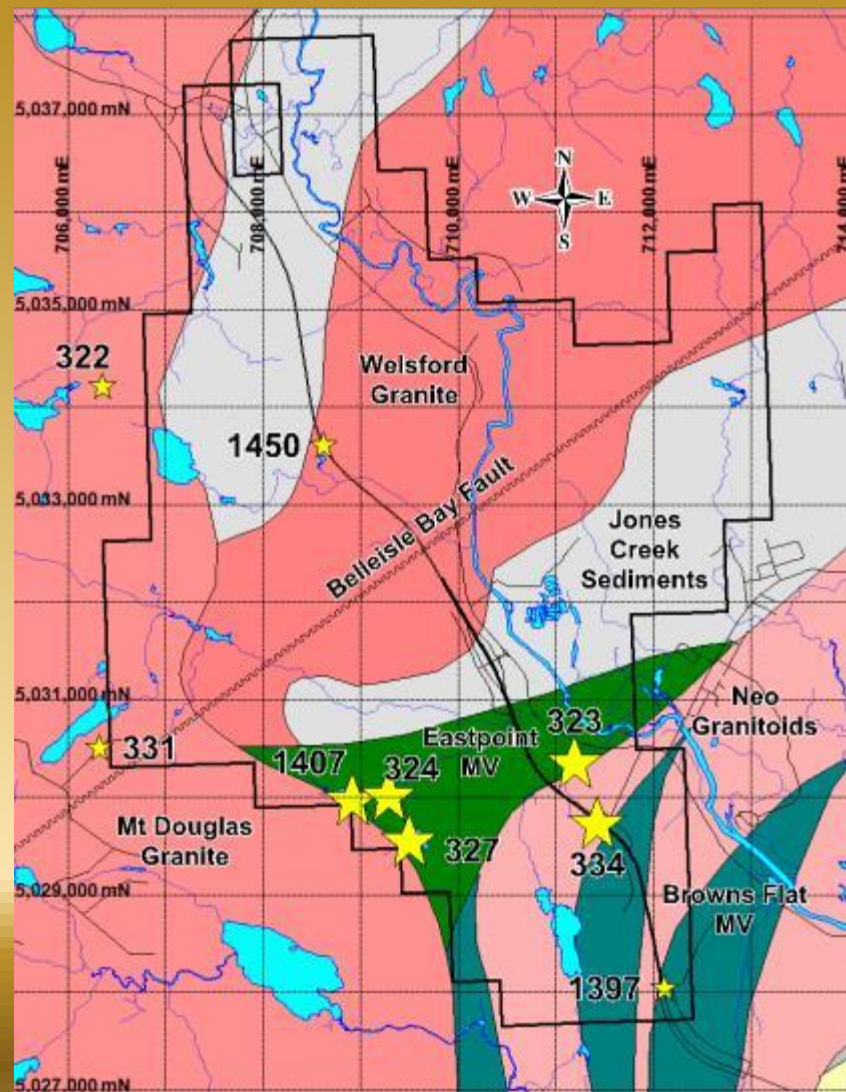 5,037,000 mN
706,000 mE
708,000 mE
710,000 mE
712,000 mE
714
N
W
E
S
5,035,000 mN
322
Welsford
Granite
1450
5,033,000 mN
Belleisle Bay Fault
Jones
Creek
Sediments
5,031,000 mN
331
1407
324
Eastpoint
MV
323
Neo
Granitoids
Mt Douglas
Granite
327
334
5,029,000 mN
Browns Flat
MV
1397
5,027,000 mN